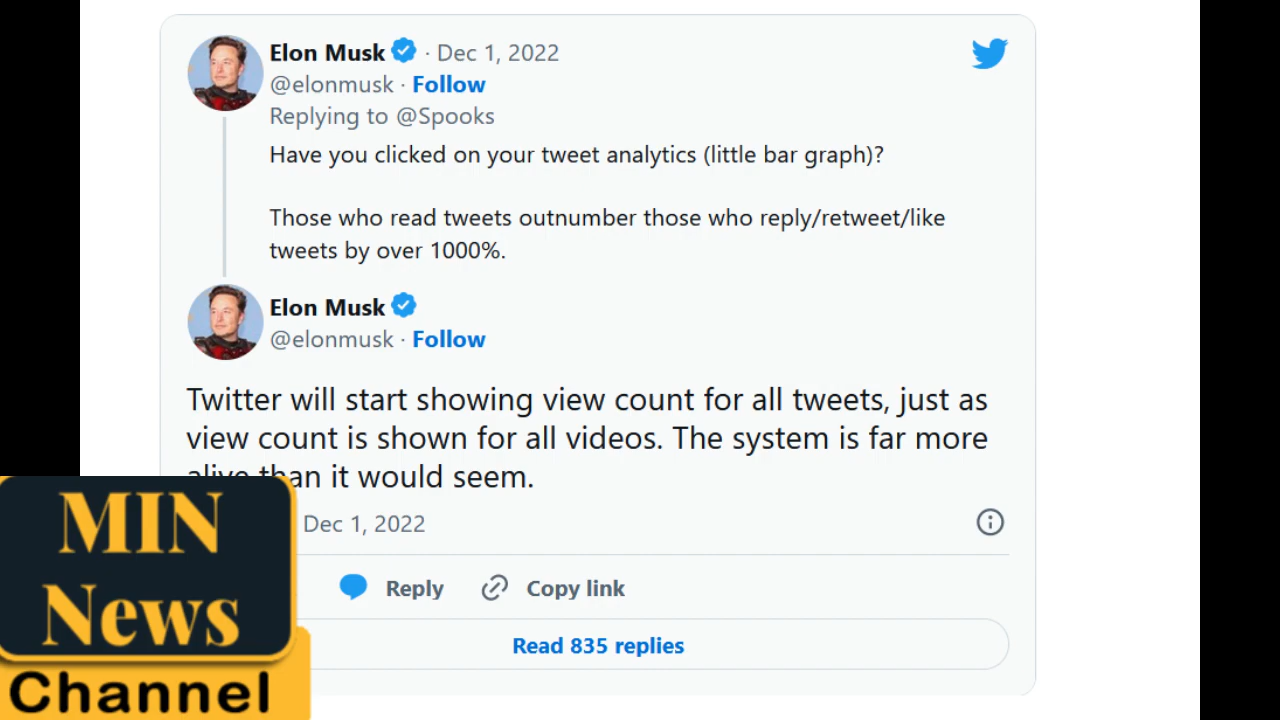 Elon Musk · Dec 1, 2022
@elonmusk · Follow
Replying to @Spooks
Have you clicked on your tweet analytics (little bar graph)?
Those who read tweets outnumber those who reply/retweet/like
tweets by over 1000%.
Elon Musk
@elonmusk · Follow
Twitter will start showing view count for all tweets, just as
view count is shown for all videos. The system is far more
alive than it would seem.
Dec 1, 2022
Reply Copy link
Read 835 replies
MIN
News
Channel